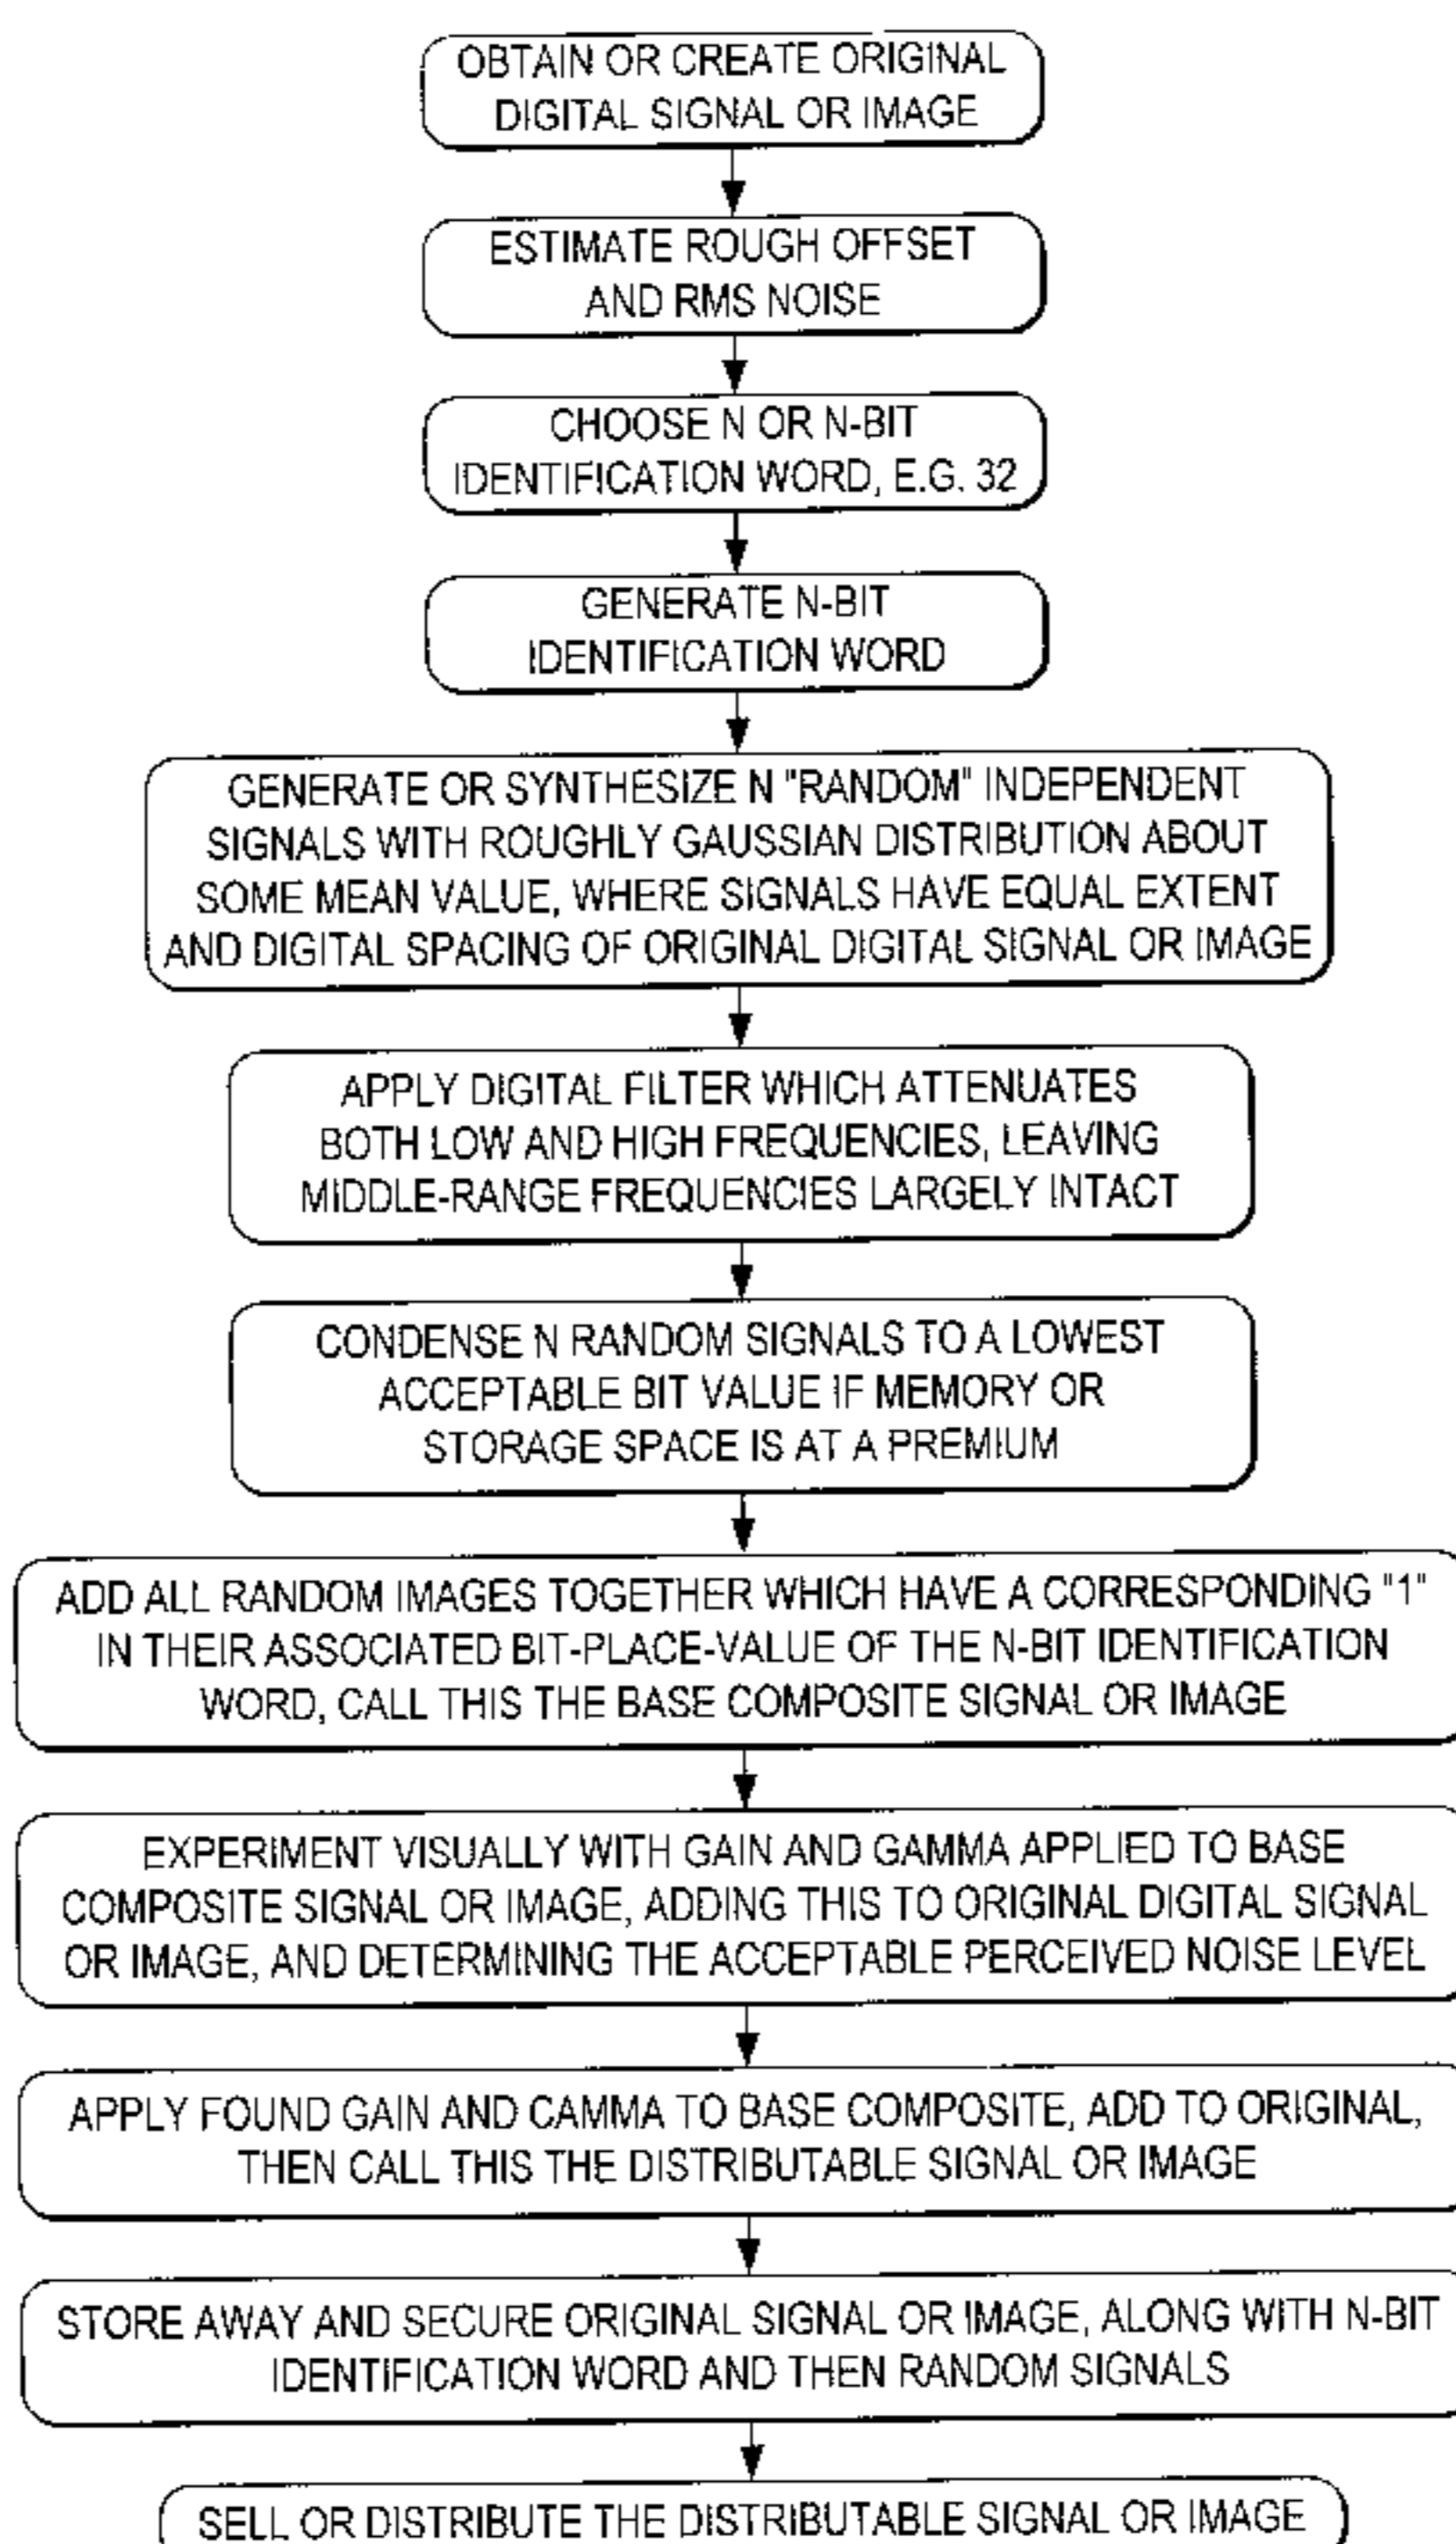 OBTAIN OR CREATE ORIGINAL
DIGITAL SIGNAL OR IMAGE
ESTIMATE ROUGH OFFSET
AND RMS NOISE
CHOOSE N OR N-BIT
IDENTIFICATION WORD, E.G. 32
GENERATE N-BIT
IDENTIFICATION WORD
GENERATE OR SYNTHESIZE N "RANDOM" INDEPENDENT
SIGNALS WITH ROUGHLY GAUSSIAN DISTRIBUTION ABOUT
SOME MEAN VALUE, WHERE SIGNALS HAVE EQUAL EXTENT
AND DIGITAL SPACING OF ORIGINAL DIGITAL SIGNAL OR IMAGE
APPLY DIGITAL FILTER WHICH ATTENUATES
BOTH LOW AND HIGH FREQUENCIES, LEAVING
MIDDLE-RANGE FREQUENCIES LARGELY INTACT
CONDENSE N RANDOM SIGNALS TO A LOWEST
ACCEPTABLE BIT VALUE IF MEMORY OR
STORAGE SPACE IS AT A PREMIUM
ADD ALL RANDOM IMAGES TOGETHER WHICH HAVE A CORRESPONDING "1"
IN THEIR ASSOCIATED BIT-PLACE-VALUE OF THE N-BIT IDENTIFICATION
WORD, CALL THIS THE BASE COMPOSITE SIGNAL OR IMAGE
EXPERIMENT VISUALLY WITH GAIN AND GAMMA APPLIED TO BASE
COMPOSITE SIGNAL OR IMAGE, ADDING THIS TO ORIGINAL DIGITAL SIGNAL
OR IMAGE, AND DETERMINING THE ACCEPTABLE PERCEIVED NOISE LEVEL
APPLY FOUND GAIN AND CAMMA TO BASE COMPOSITE, ADD TO ORIGINAL,
THEN CALL THIS THE DISTRIBUTABLE SIGNAL OR IMAGE
STORE AWAY AND SECURE ORIGINAL SIGNAL OR IMAGE, ALONG WITH N-BIT
IDENTIFICATION WORD AND THEN RANDOM SIGNALS
SELL OR DISTRIBUTE THE DISTRIBUTABLE SIGNAL OR IMAGE